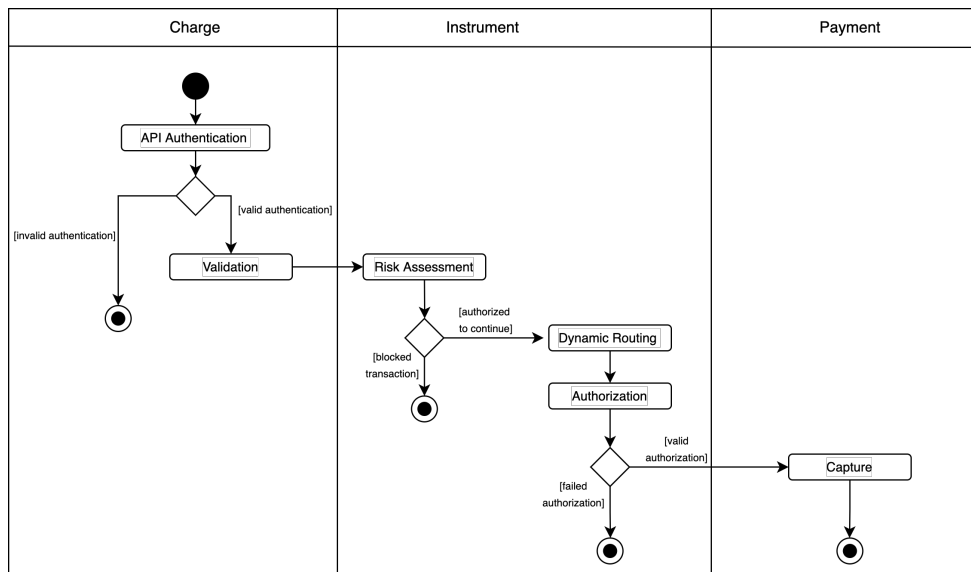 Charge
Instrument
Payment
API Authentication
[valid authentication]
[invalid authentication]
Validation
Risk Assessment
[authorized
to continue]
Dynamic Routing
[blocked
transaction]
Authorization
[valid
authorization]
Capture
[failed
authorization]